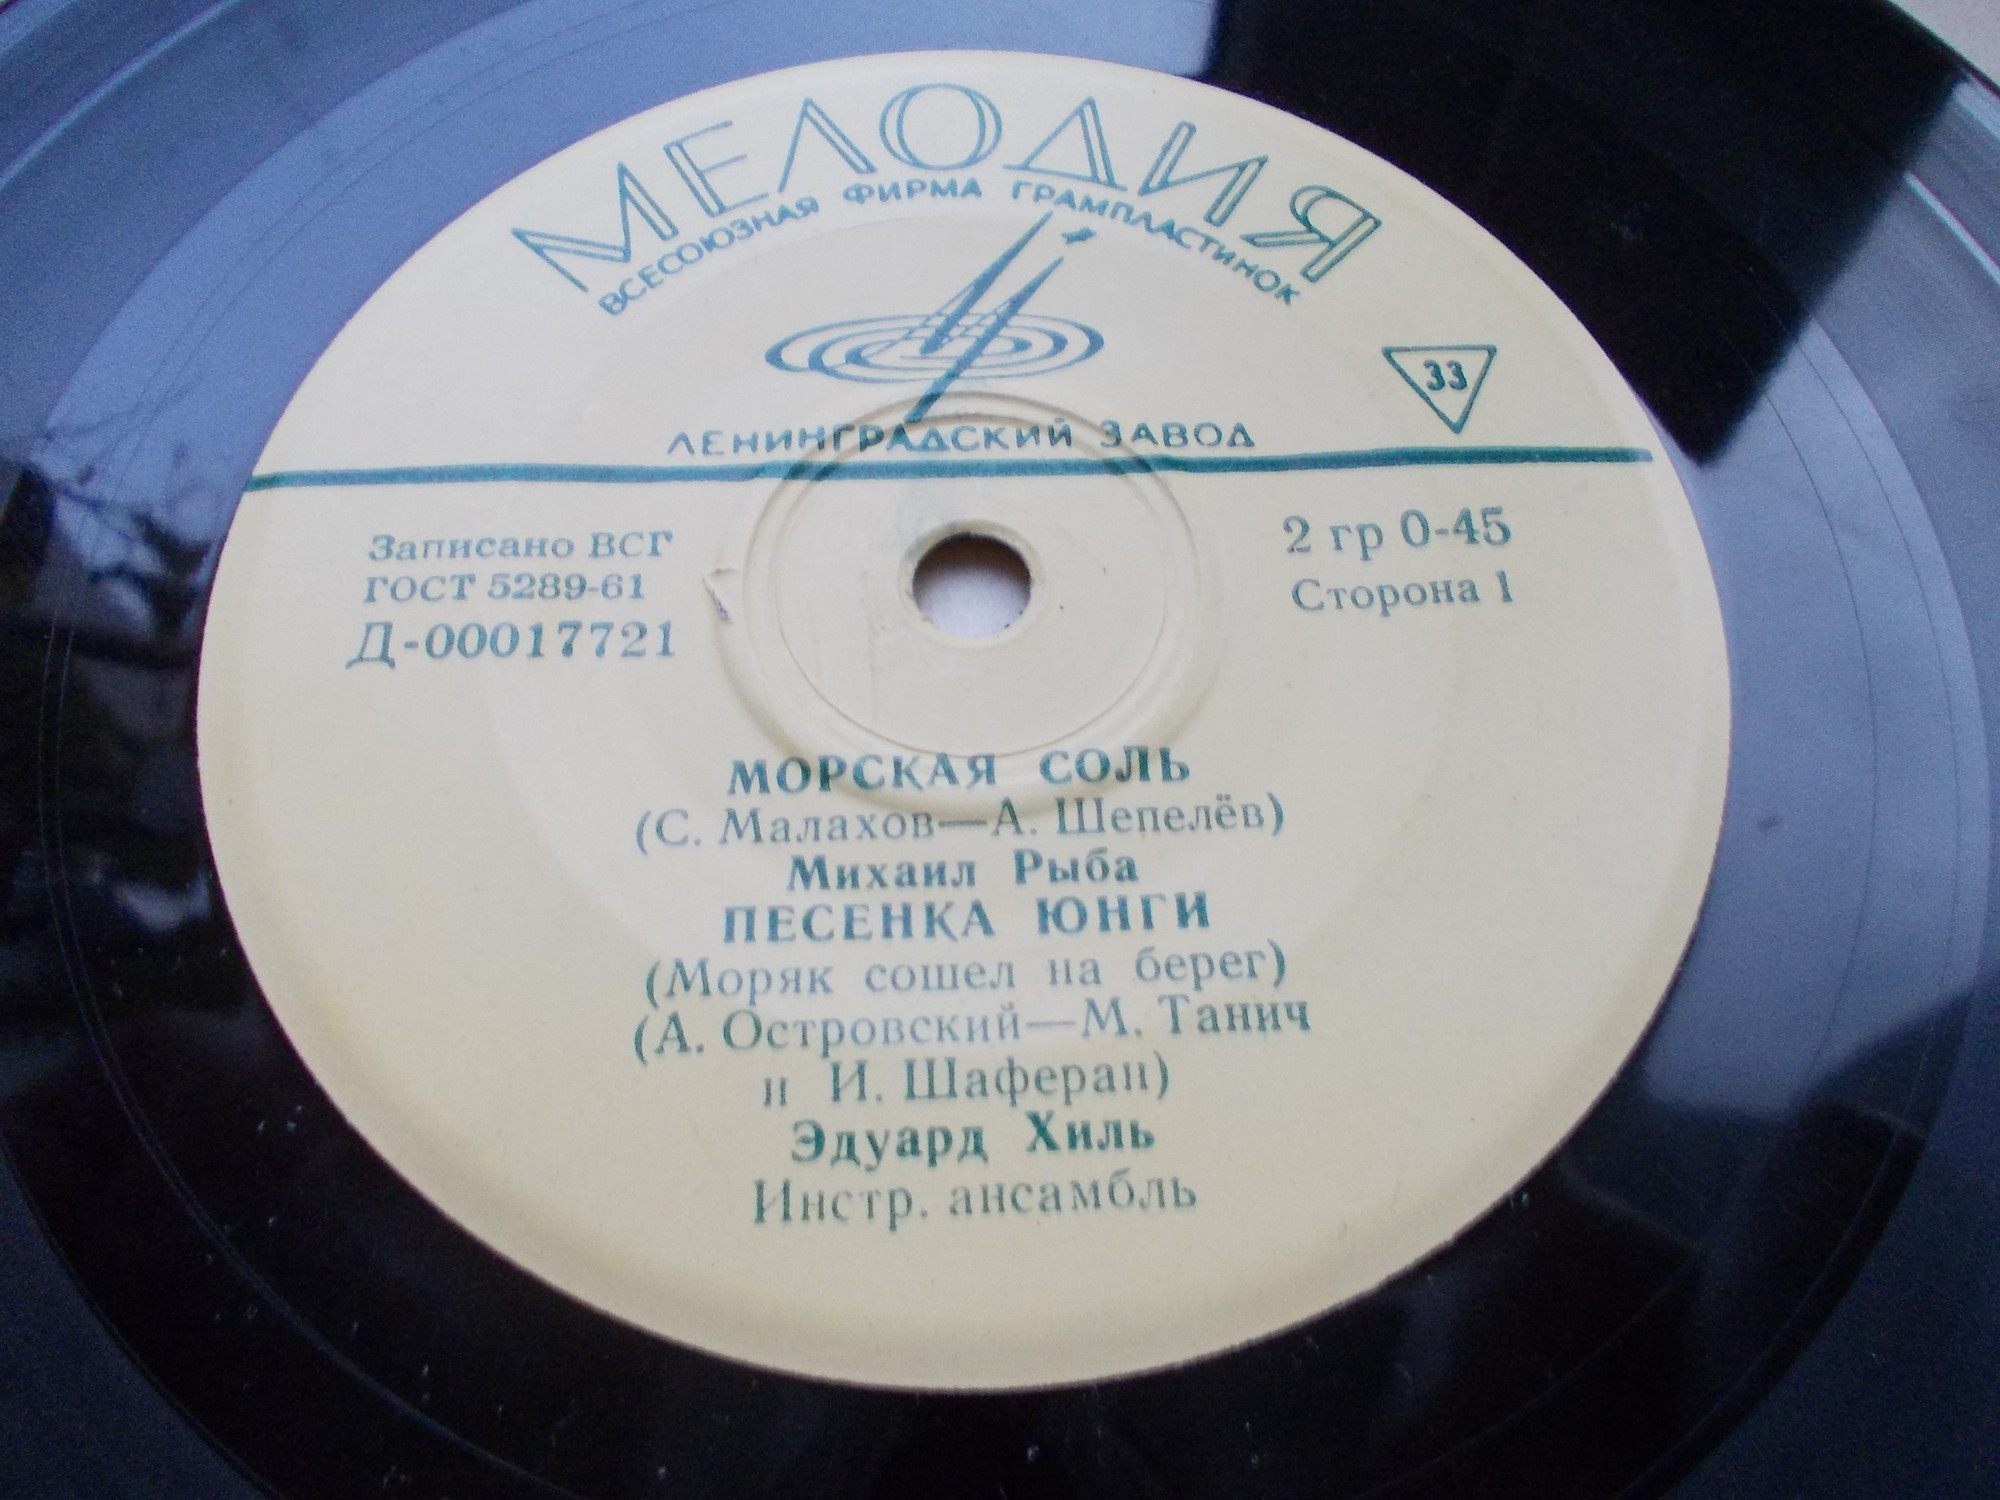 МЕЛОДИЯ
ВСЕСОЮЗНАЯ ФИРМА ГРАМПЛАСТИНОК
33
ЛЕНИНГРАДСКИЙ ЗАВОД
Записано ВСГ
ГОСТ 5289-61
Д-00017721
2 гр 0-45
Сторона 1
МОРСКАЯ СОЛЬ
(С. Малахов—А. Шепелёв)
Михаил Рыба
ПЕСЕНКА ЮНГИ
(Моряк сошел на берег)
(А. Островский—М. Танич
и И. Шаферан)
Эдуард Хиль
Инстр. ансамбль